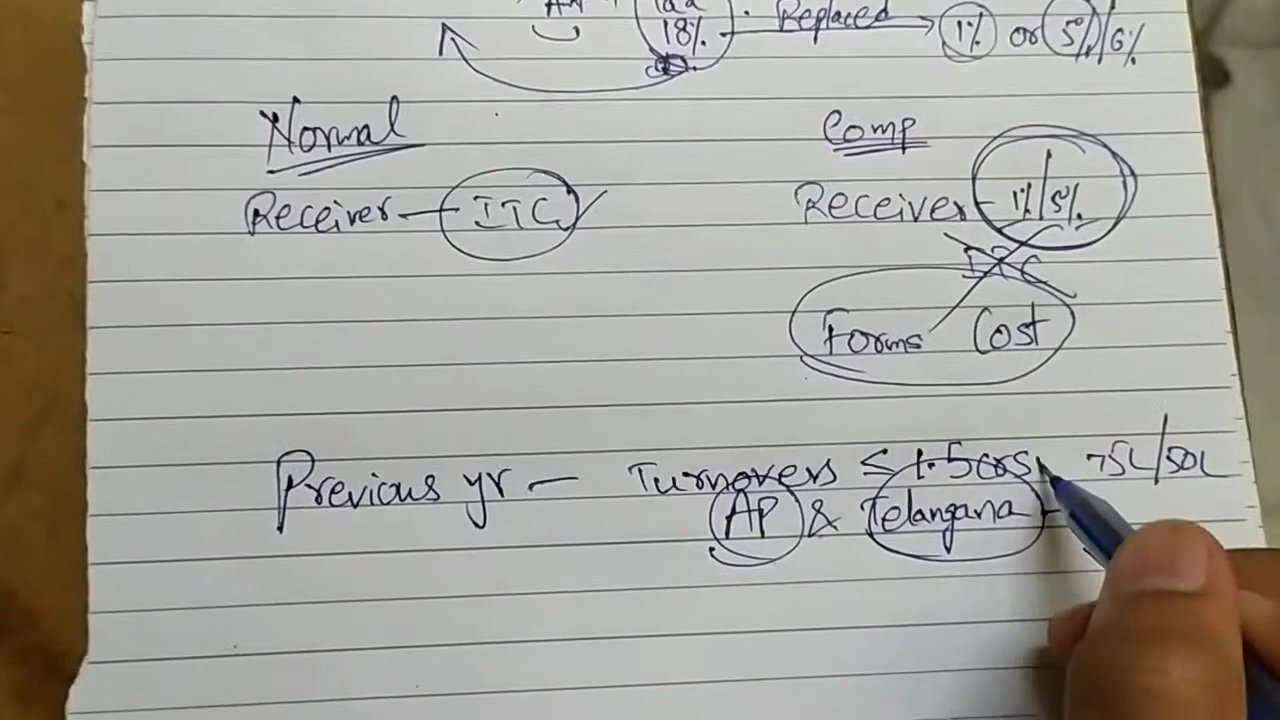 18% Replaced 1% or 5%/6%
Normal Comp
Receiver - ITC Receiver - 1%/5%
ITC
Forms Cost
Previous yr - Turnovers ≤ 1.5crs 75L/50L
AP & Telangana